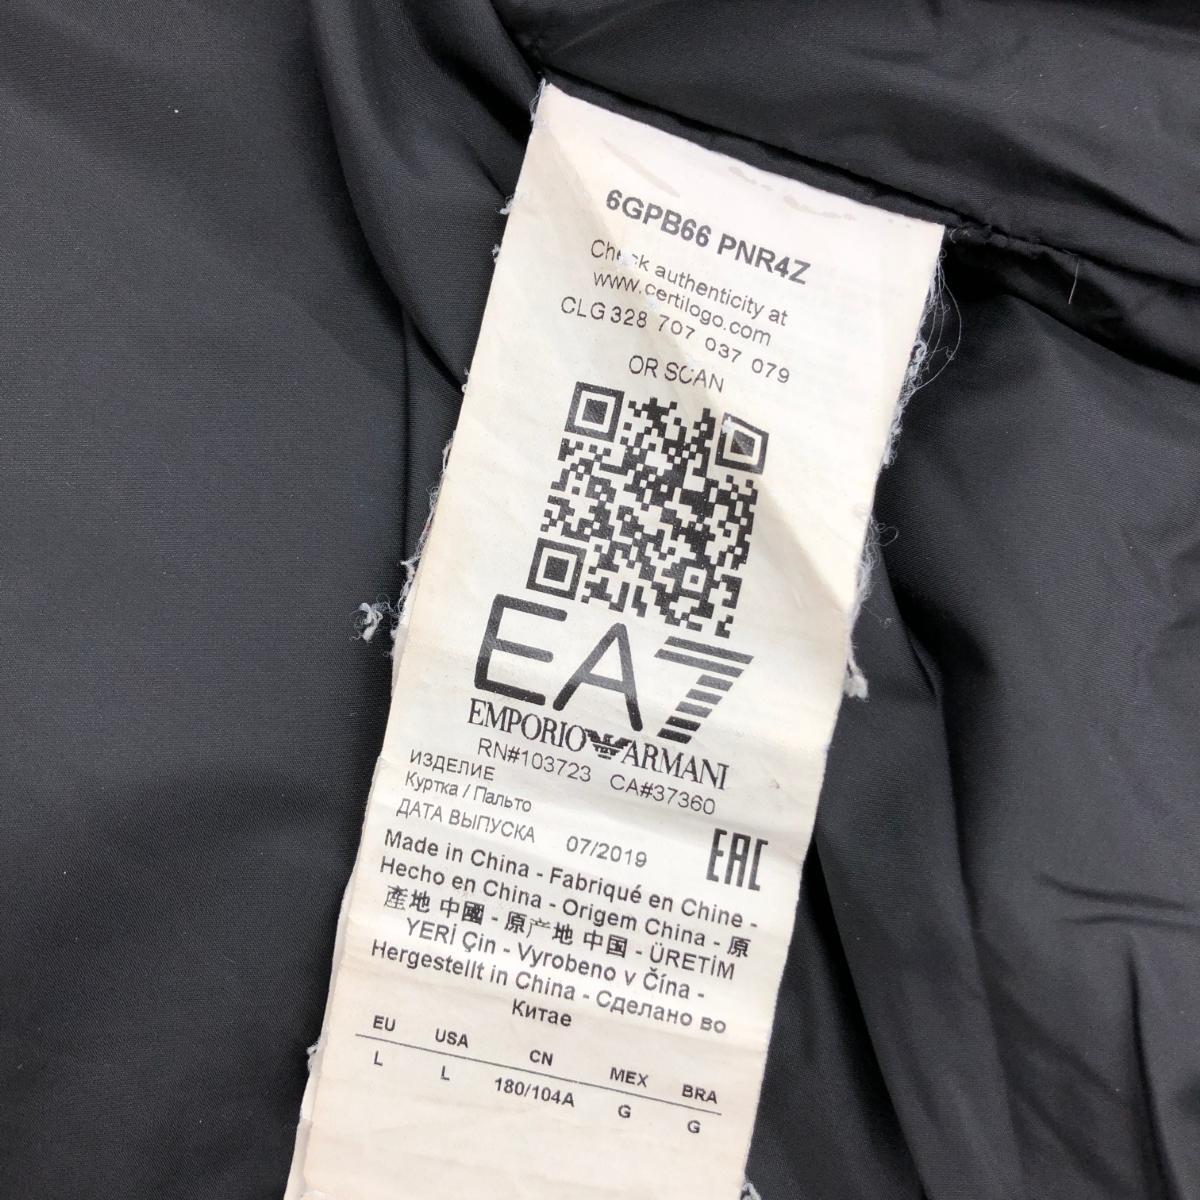 6GPB66 PNR4Z
Check authenticity at
www.certilogo.com
CLG 328 707 037 079
OR SCAN
EA7
EMPORIO ARMANI
RN#103723 CA#37360
ИЗДЕЛИЕ
Куртка / Пальто
ДАТА ВЫПУСКА 07/2019
EAC
Made in China - Fabriqué en Chine -
Hecho en China - Origem China - 原
產地 中國 - 原产地 中国 - ÜRETİM
YERİ Çin - Vyrobeno v Čína -
Hergestellt in China - Сделано во
Китае
EU USA CN MEX BRA
L L 180/104A G G